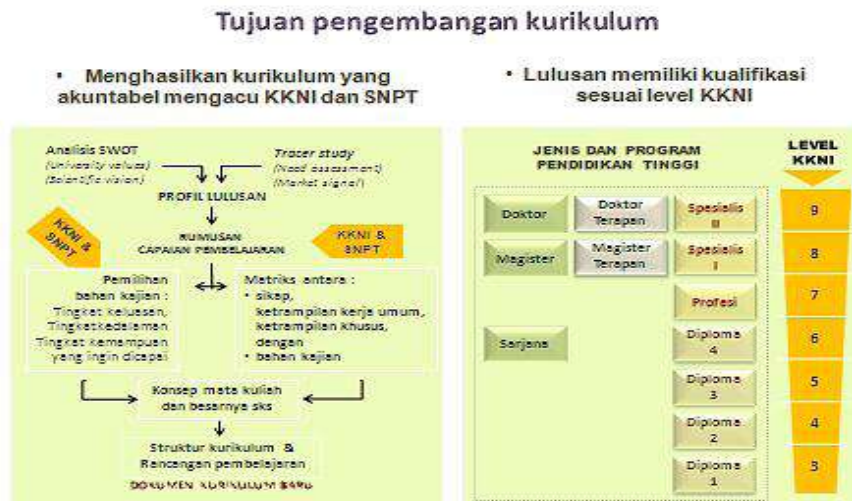 Tujuan pengembangan kurikulum
• Menghasilkan kurikulum yang
akuntabel mengacu KKNI dan SNPT
Analisis SWOT
(University values)
(Scientific vision)
Tracer study
(Need assessment)
(Market signal)
PROFIL LULUSAN
KKNI &
SNPT
RUMUSAN
CAPAIAN PEMBELAJARAN
KKNI &
SNPT
Pemilihan
bahan kajian :
Tingkat keluasan,
Tingkatkedalaman
Tingkat kemampuan
yang ingin dicapai
Matriks antara :
• sikap,
ketrampilan kerja umum,
ketrampilan khusus,
dengan
• bahan kajian
Konsep mata kuliah
dan besarnya sks
Struktur kurikulum &
Rancangan pembelajaran
DOKUMEN KURIKULUM BARU
• Lulusan memiliki kualifikasi
sesuai level KKNI
JENIS DAN PROGRAM
PENDIDIKAN TINGGI
LEVEL
KKNI
Doktor
Doktor
Terapan
Spesialis
II
9
Magister
Magister
Terapan
Spesialis
I
8
Profesi
7
Sarjana
Diploma
4
6
Diploma
3
5
Diploma
2
4
Diploma
1
3